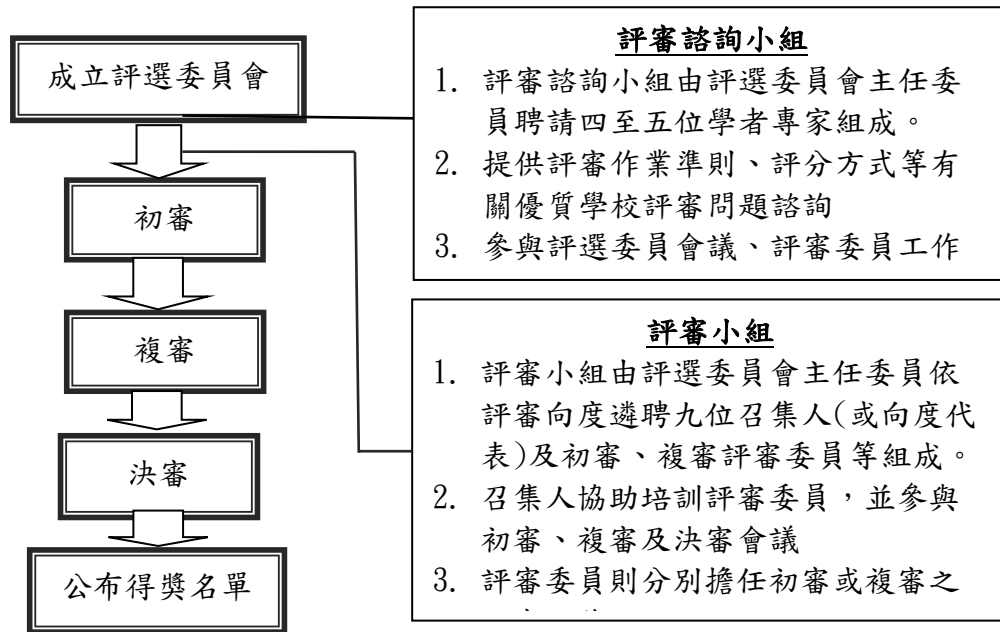 成立評選委員會
初審
複審
決審
公布得獎名單
評審諮詢小組
1. 評審諮詢小組由評選委員會主任委
員聘請四至五位學者專家組成。
2. 提供評審作業準則、評分方式等有
關優質學校評審問題諮詢
3. 參與評選委員會議、評審委員工作
評審小組
1. 評審小組由評選委員會主任委員依
評審向度遴聘九位召集人(或向度代
表)及初審、複審評審委員等組成。
2. 召集人協助培訓評審委員，並參與
初審、複審及決審會議
3. 評審委員則分別擔任初審或複審之